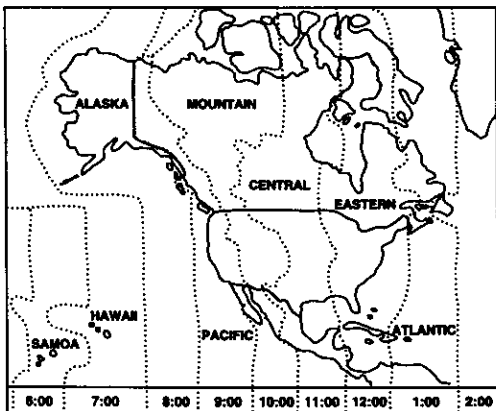 ALASKA
MOUNTAIN
CENTRAL
EASTERN
HAWAII
SAMOA
PACIFIC
ATLANTIC
6:00 7:00 8:00 9:00 10:00 11:00 12:00 1:00 2:00